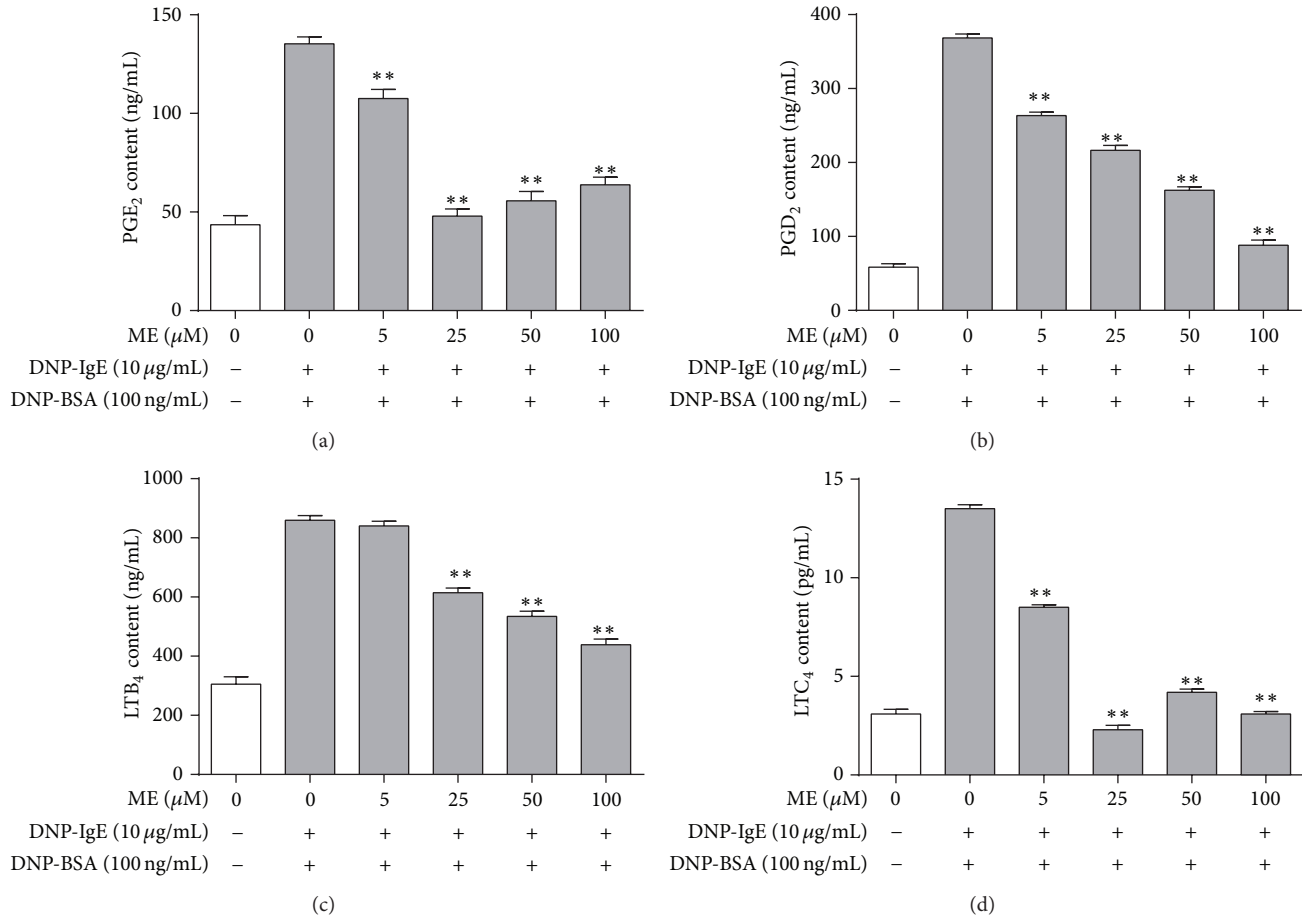 150
100
50
0
PGE2 content (ng/mL)
**
**
**
**
ME (μM) 0 0 5 25 50 100
DNP-IgE (10 μg/mL) − + + + + +
DNP-BSA (100 ng/mL) − + + + + +
(a)
400
300
200
100
0
PGD2 content (ng/mL)
**
**
**
**
ME (μM) 0 0 5 25 50 100
DNP-IgE (10 μg/mL) − + + + + +
DNP-BSA (100 ng/mL) − + + + + +
(b)
1000
800
600
400
200
0
LTB4 content (ng/mL)
**
**
**
ME (μM) 0 0 5 25 50 100
DNP-IgE (10 μg/mL) − + + + + +
DNP-BSA (100 ng/mL) − + + + + +
(c)
15
10
5
0
LTC4 content (pg/mL)
**
**
**
**
ME (μM) 0 0 5 25 50 100
DNP-IgE (10 μg/mL) − + + + + +
DNP-BSA (100 ng/mL) − + + + + +
(d)